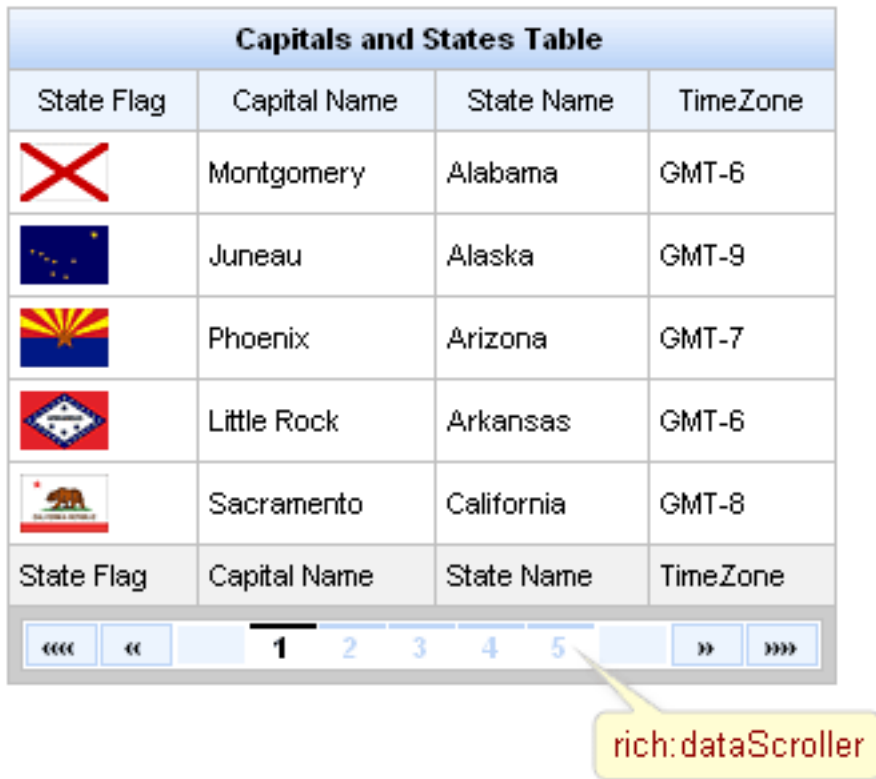 Capitals and States Table
State Flag Capital Name State Name TimeZone
Montgomery Alabama GMT-6
Juneau Alaska GMT-9
Phoenix Arizona GMT-7
Little Rock Arkansas GMT-6
Sacramento California GMT-8
State Flag Capital Name State Name TimeZone
«« « 1 2 3 4 5 » »»
rich:dataScroller